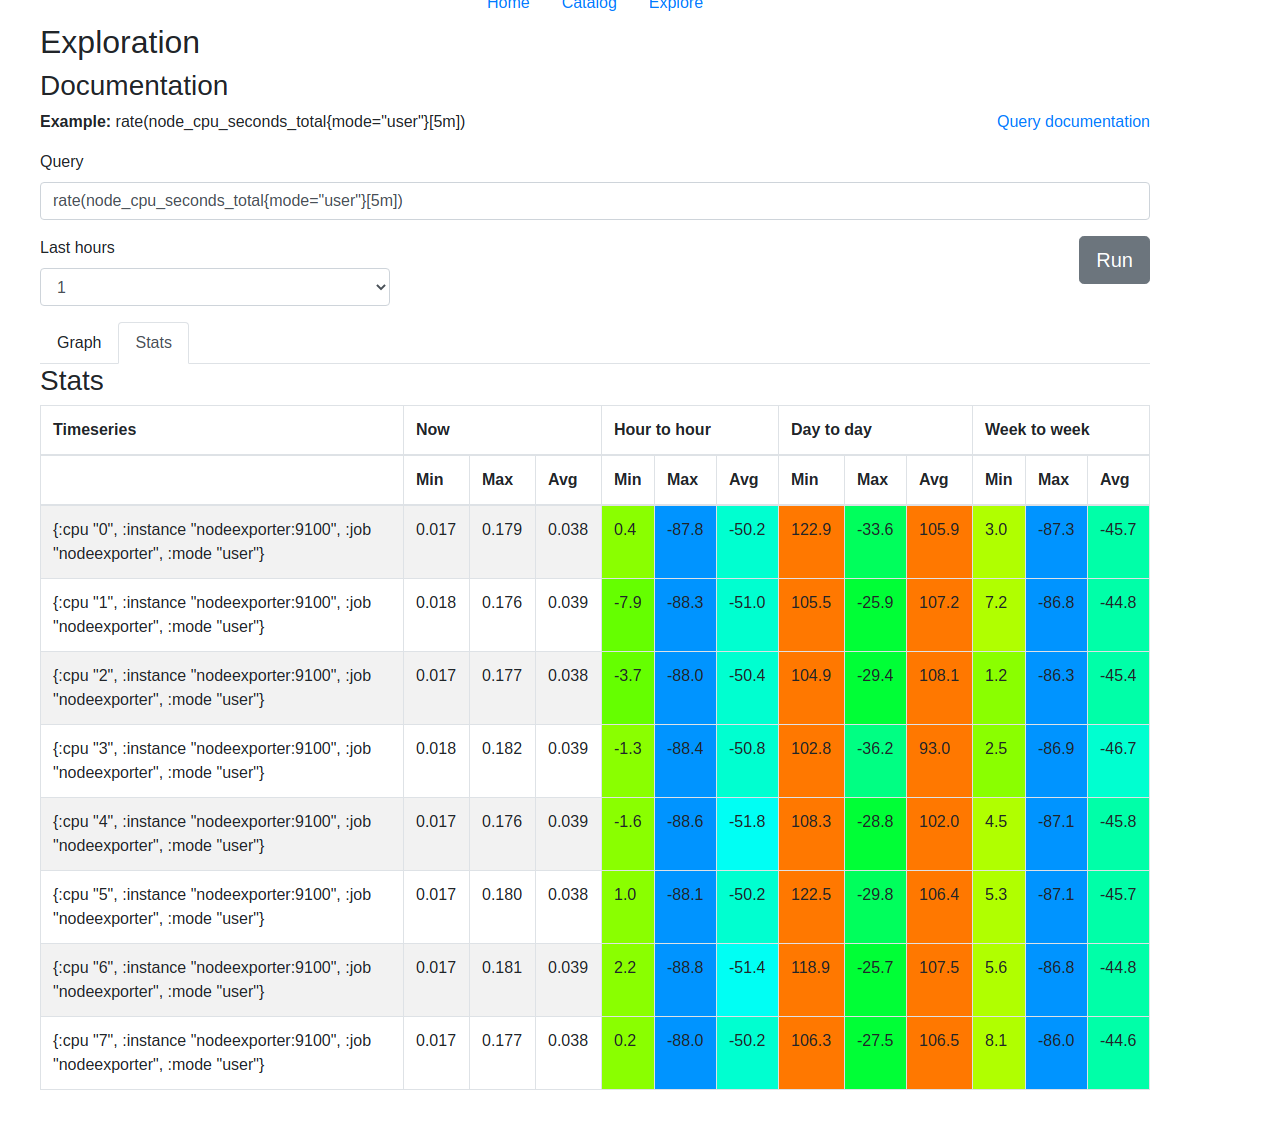 Home Catalog Explore
Exploration
Documentation
Example: rate(node_cpu_seconds_total{mode="user"}[5m]) Query documentation
Query
rate(node_cpu_seconds_total{mode="user"}[5m])
Last hours
Run
1
Graph Stats
Stats
Timeseries Now Hour to hour Day to day Week to week
Min Max Avg Min Max Avg Min Max Avg Min Max Avg
{:cpu "0", :instance "nodeexporter:9100", :job 0.017 0.179 0.038 0.4 -87.8 -50.2 122.9 -33.6 105.9 3.0 -87.3 -45.7
"nodeexporter", :mode "user"}
{:cpu "1", :instance "nodeexporter:9100", :job 0.018 0.176 0.039 -7.9 -88.3 -51.0 105.5 -25.9 107.2 7.2 -86.8 -44.8
"nodeexporter", :mode "user"}
{:cpu "2", :instance "nodeexporter:9100", :job 0.017 0.177 0.038 -3.7 -88.0 -50.4 104.9 -29.4 108.1 1.2 -86.3 -45.4
"nodeexporter", :mode "user"}
{:cpu "3", :instance "nodeexporter:9100", :job 0.018 0.182 0.039 -1.3 -88.4 -50.8 102.8 -36.2 93.0 2.5 -86.9 -46.7
"nodeexporter", :mode "user"}
{:cpu "4", :instance "nodeexporter:9100", :job 0.017 0.176 0.039 -1.6 -88.6 -51.8 108.3 -28.8 102.0 4.5 -87.1 -45.8
"nodeexporter", :mode "user"}
{:cpu "5", :instance "nodeexporter:9100", :job 0.017 0.180 0.038 1.0 -88.1 -50.2 122.5 -29.8 106.4 5.3 -87.1 -45.7
"nodeexporter", :mode "user"}
{:cpu "6", :instance "nodeexporter:9100", :job 0.017 0.181 0.039 2.2 -88.8 -51.4 118.9 -25.7 107.5 5.6 -86.8 -44.8
"nodeexporter", :mode "user"}
{:cpu "7", :instance "nodeexporter:9100", :job 0.017 0.177 0.038 0.2 -88.0 -50.2 106.3 -27.5 106.5 8.1 -86.0 -44.6
"nodeexporter", :mode "user"}